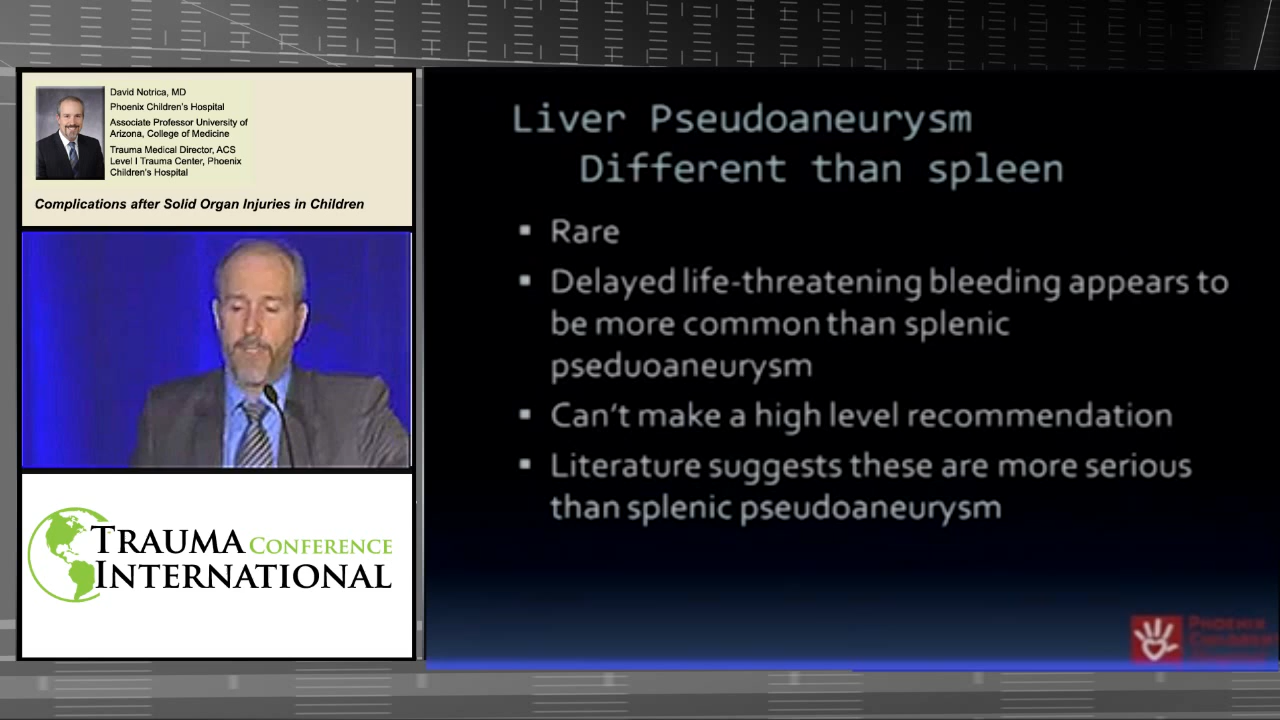 David Notrica, MD
Phoenix Children's Hospital
Associate Professor University of
Arizona, College of Medicine
Trauma Medical Director, ACS
Level I Trauma Center, Phoenix
Children's Hospital
Complications after Solid Organ Injuries in Children
TRAUMA CONFERENCE
INTERNATIONAL
Liver Pseudoaneurysm
Different than spleen
▪ Rare
▪ Delayed life-threatening bleeding appears to
be more common than splenic
pseduoaneurysm
▪ Can't make a high level recommendation
▪ Literature suggests these are more serious
than splenic pseudoaneurysm
PHOENIX
CHILDREN'S